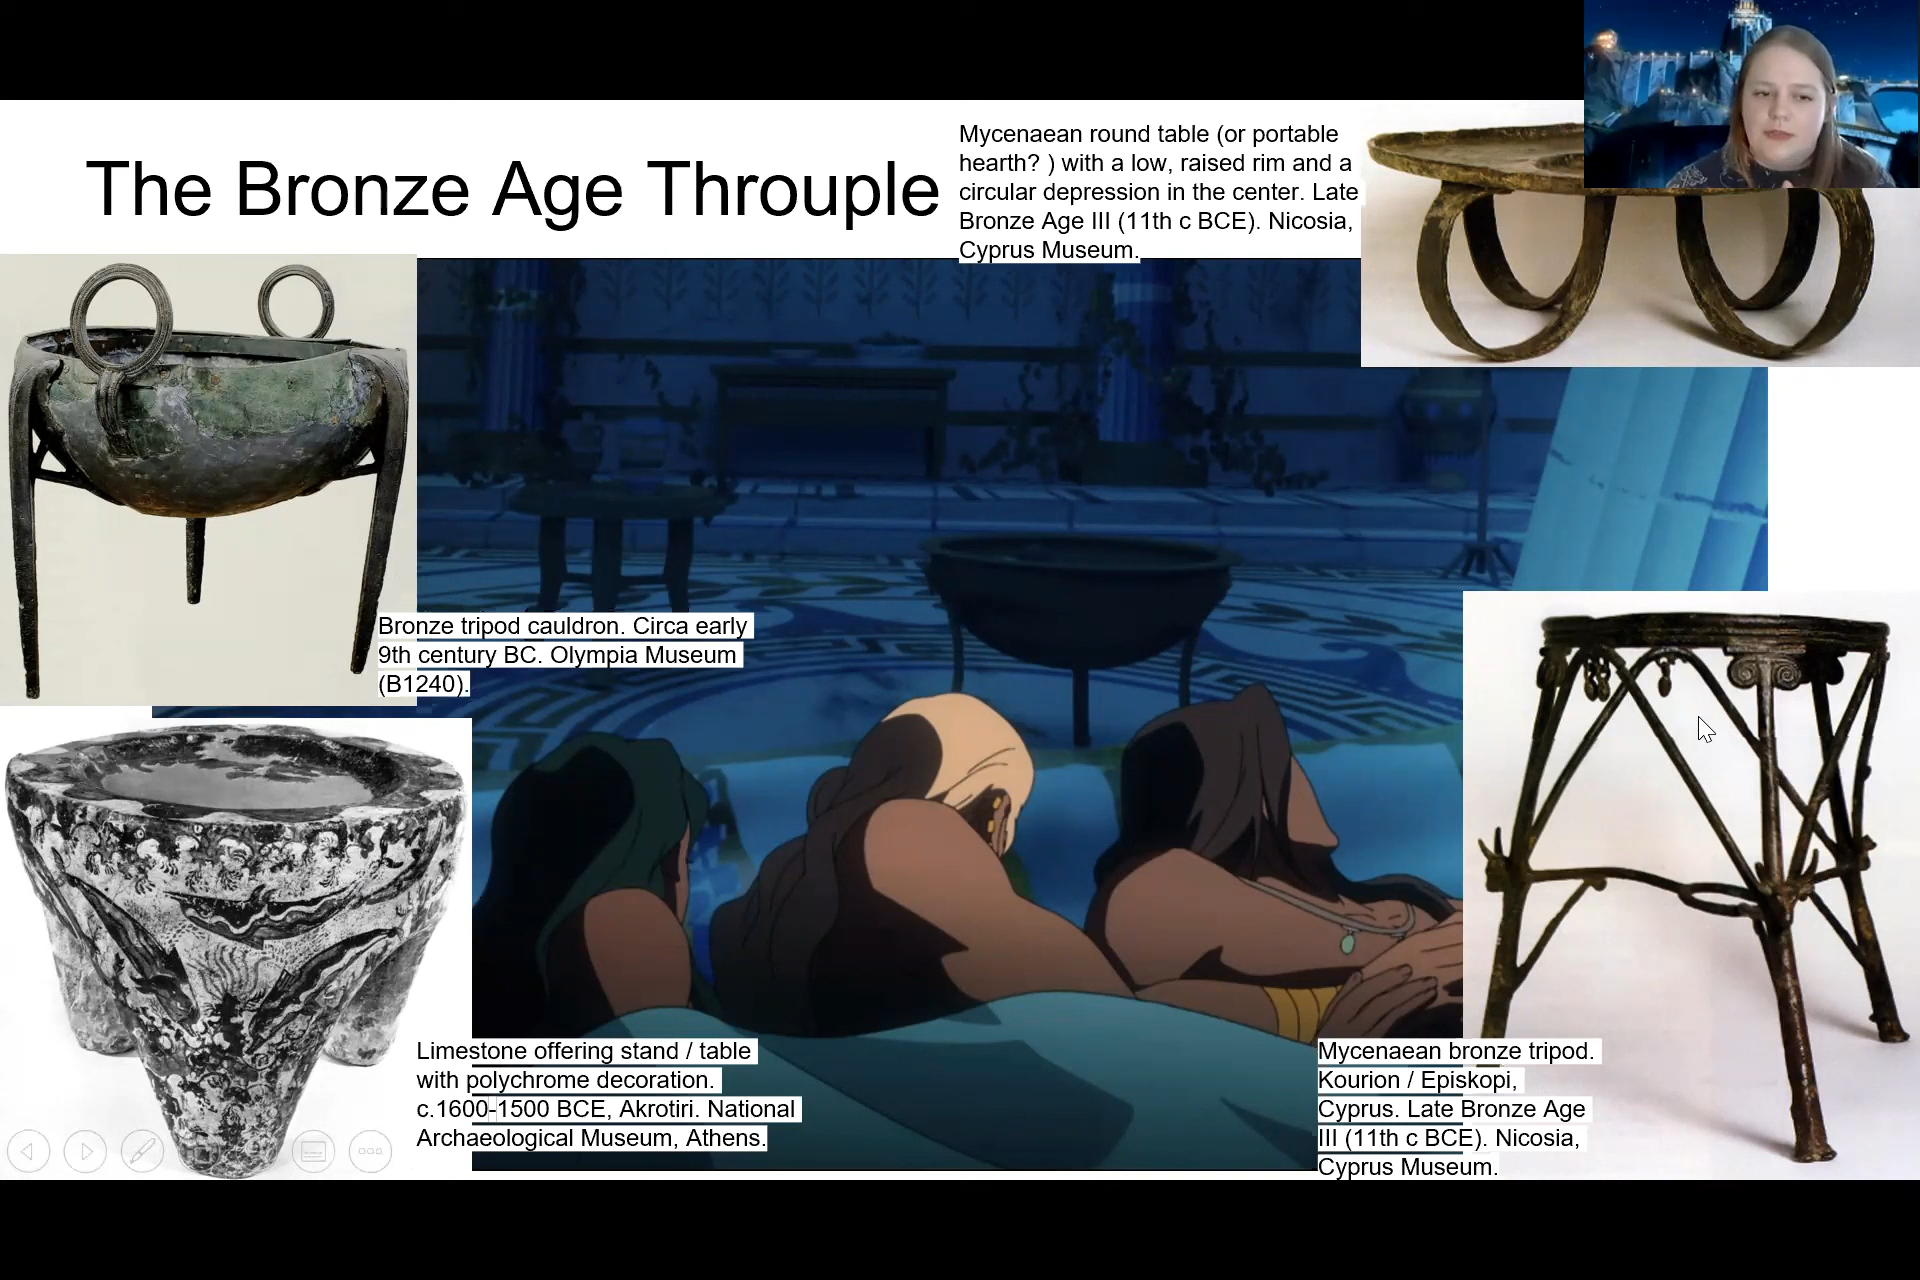 The Bronze Age Throuple
Mycenaean round table (or portable
hearth? ) with a low, raised rim and a
circular depression in the center. Late
Bronze Age III (11th c BCE). Nicosia,
Cyprus Museum.
Bronze tripod cauldron. Circa early
9th century BC. Olympia Museum
(B1240).
Limestone offering stand / table
with polychrome decoration.
c.1600-1500 BCE, Akrotiri. National
Archaeological Museum, Athens.
Mycenaean bronze tripod.
Kourion / Episkopi,
Cyprus. Late Bronze Age
III (11th c BCE). Nicosia,
Cyprus Museum.